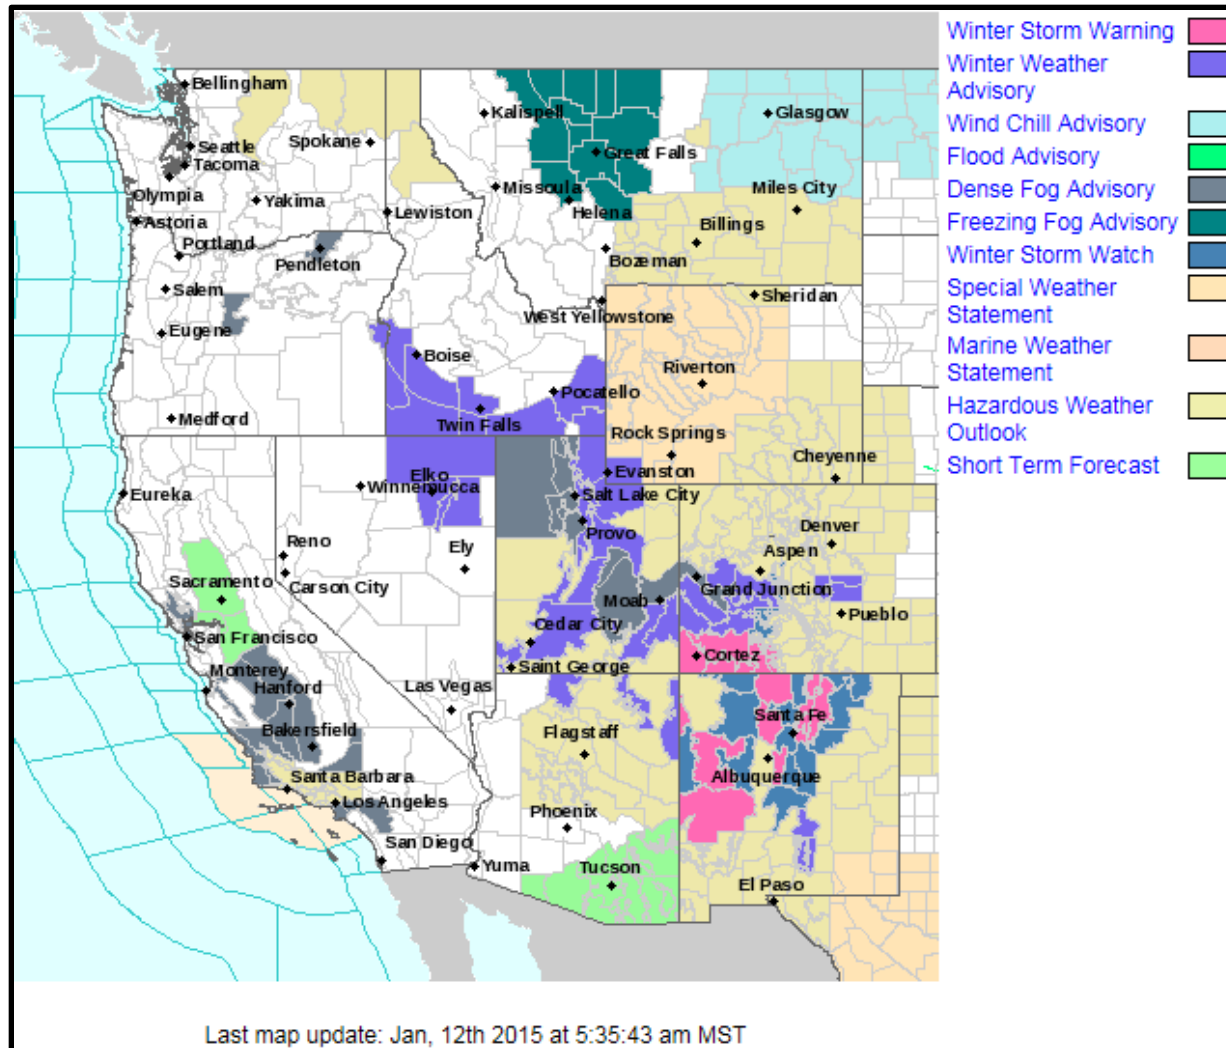 Winter Storm Warning
Winter Weather
Advisory
Wind Chill Advisory
Flood Advisory
Dense Fog Advisory
Freezing Fog Advisory
Winter Storm Watch
Special Weather
Statement
Marine Weather
Statement
Hazardous Weather
Outlook
Short Term Forecast
Bellingham
Kalispell
Glasgow
Seattle
Spokane
Great Falls
Tacoma
Olympia
Yakima
Missoula
Miles City
Astoria
Lewiston
Helena
Billings
Portland
Pendleton
Bozeman
Salem
Sheridan
West Yellowstone
Eugene
Boise
Riverton
Pocatello
Medford
Twin Falls
Rock Springs
Cheyenne
Elko
Evanston
Eureka
Winnemucca
Salt Lake City
Provo
Denver
Reno
Ely
Aspen
Sacramento
Carson City
Grand Junction
Moab
Pueblo
San Francisco
Cedar City
Cortez
Monterey
Saint George
Hanford
Las Vegas
Santa Fe
Bakersfield
Flagstaff
Santa Barbara
Albuquerque
Los Angeles
Phoenix
San Diego
Yuma
Tucson
El Paso
Last map update: Jan, 12th 2015 at 5:35:43 am MST